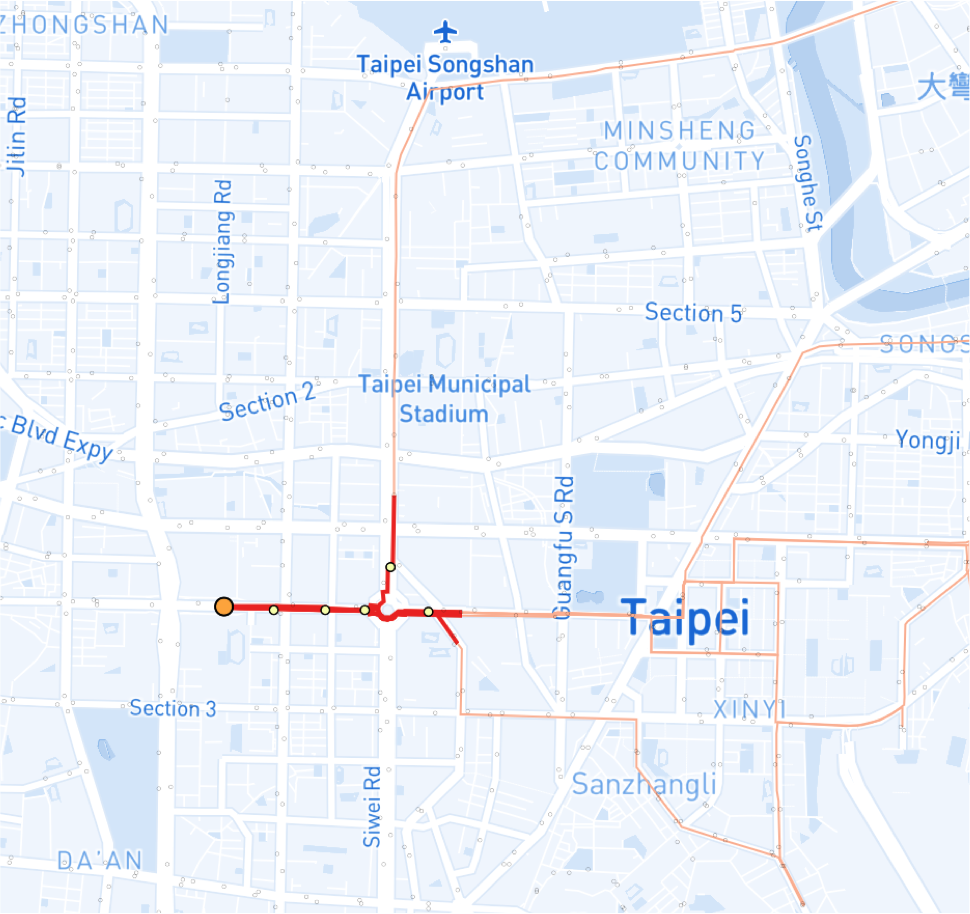 ZHONGSHAN
Taipei Songshan
Airport
大彎
Jitin Rd
MINSHENG
COMMUNITY
Songhe St
Longjiang Rd
Section 5
SONGS
Taipei Municipal
Stadium
Section 2
c Blvd Expy
Yongji
Guangfu S Rd
Taipei
Section 3
XINYI
Siwei Rd
Sanzhangli
DA'AN